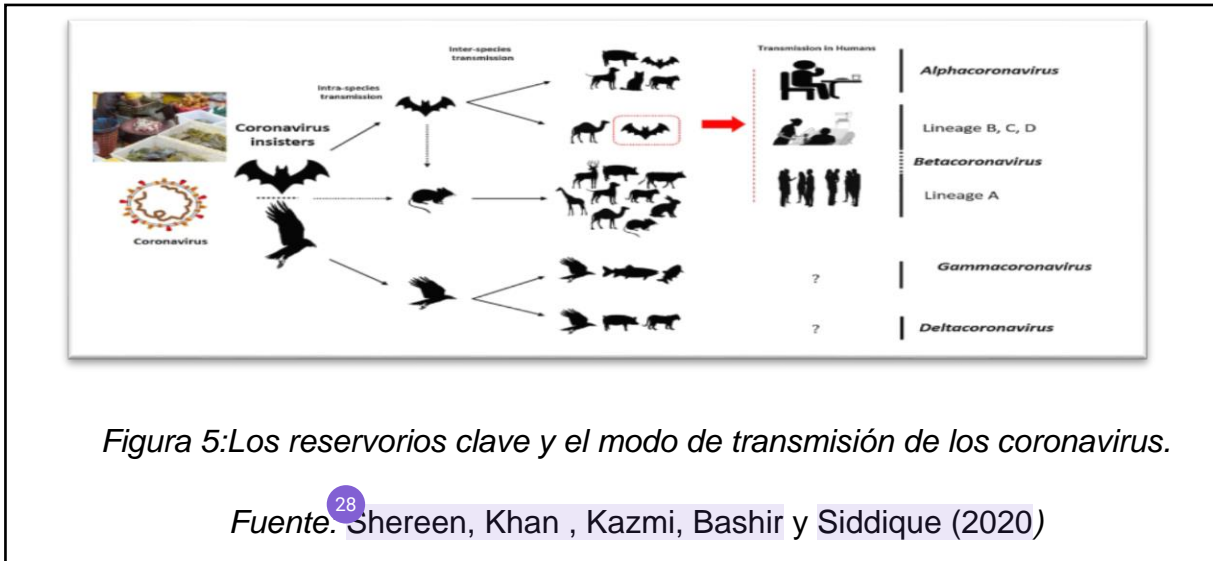 Inter-species
transmission
Transmission in Humans
Alphacoronavirus
Intra-species
transmission
Coronavirus
insisters
Lineage B, C, D
Betacoronavirus
Lineage A
Coronavirus
Gammacoronavirus
?
Deltacoronavirus
?
Figura 5:Los reservorios clave y el modo de transmisión de los coronavirus.
28
Fuente: Shereen, Khan , Kazmi, Bashir y Siddique (2020)